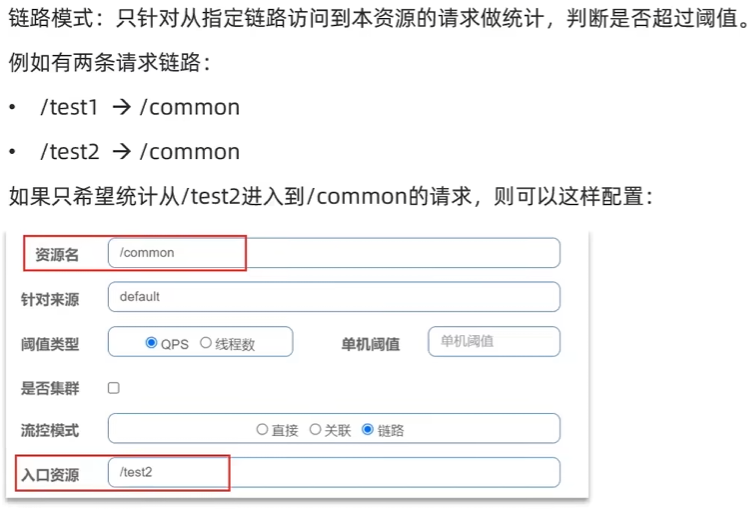 链路模式：只针对从指定链路访问到本资源的请求做统计，判断是否超过阈值。
例如有两条请求链路：
• /test1 → /common
• /test2 → /common
如果只希望统计从/test2进入到/common的请求，则可以这样配置：
资源名 /common
针对来源 default
阈值类型 QPS 线程数 单机阈值 单机阈值
是否集群
流控模式 直接 关联 链路
入口资源 /test2